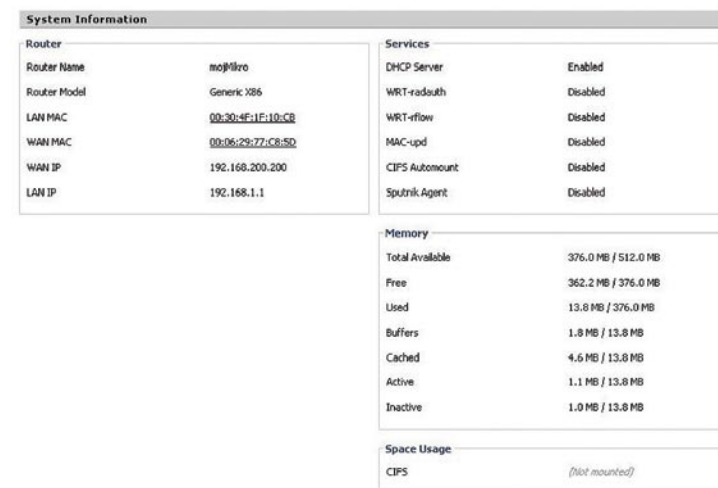 System Information
Router
Router Name mojMikro
Router Model Generic X86
LAN MAC 00:30:4F:1F:10:CB
WAN MAC 00:06:29:77:C8:5D
WAN IP 192.168.200.200
LAN IP 192.168.1.1
Services
DHCP Server Enabled
WRT-radauth Disabled
WRT-rflow Disabled
MAC-upd Disabled
CIFS Automount Disabled
Sputnik Agent Disabled
Memory
Total Available 376.0 MB / 512.0 MB
Free 362.2 MB / 376.0 MB
Used 13.8 MB / 376.0 MB
Buffers 1.8 MB / 13.8 MB
Cached 4.6 MB / 13.8 MB
Active 1.1 MB / 13.8 MB
Inactive 1.0 MB / 13.8 MB
Space Usage
CIFS (Not mounted)